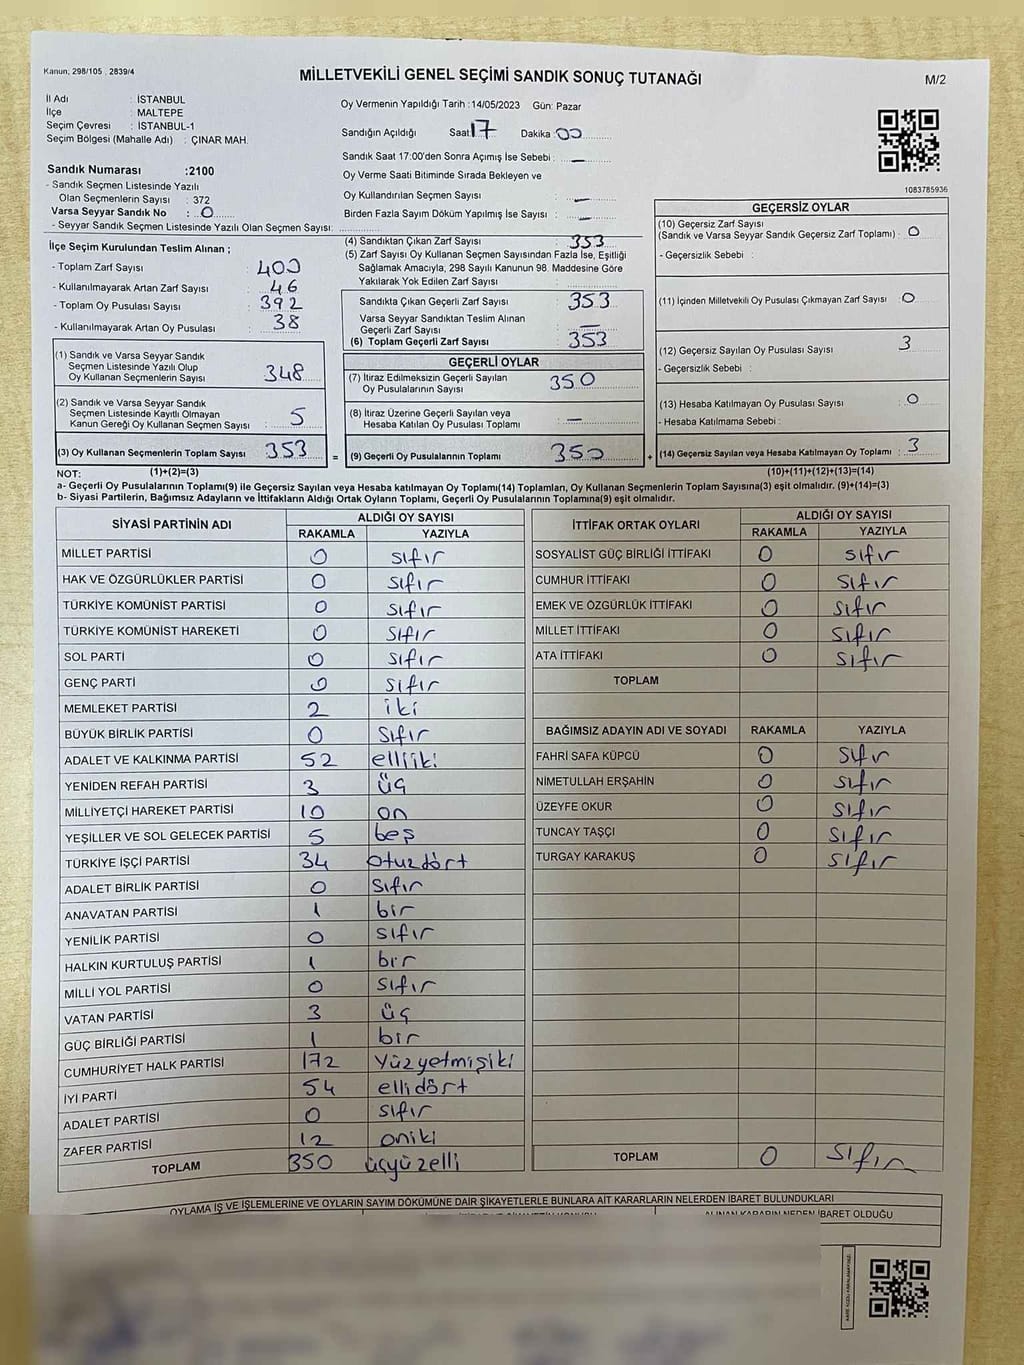 Kanun; 298/105 , 2839/4
MİLLETVEKİLİ GENEL SEÇİMİ SANDIK SONUÇ TUTANAĞI
M/2
İl Adı : İSTANBUL
İlçe : MALTEPE
Seçim Çevresi : İSTANBUL-1
Seçim Bölgesi (Mahalle Adı) : ÇINAR MAH.
Oy Vermenin Yapıldığı Tarih :14/05/2023 Gün: Pazar
Sandığın Açıldığı Saat 17 Dakika : 00
Sandık Saat 17:00'den Sonra Açımış İse Sebebi : —
Oy Verme Saati Bitiminde Sırada Bekleyen ve
Oy Kullandırılan Seçmen Sayısı : —
Birden Fazla Sayım Döküm Yapılmış İse Sayısı : —
1083785936
Sandık Numarası :2100
- Sandık Seçmen Listesinde Yazılı
Olan Seçmenlerin Sayısı : 372
Varsa Seyyar Sandık No : 0
- Seyyar Sandık Seçmen Listesinde Yazılı Olan Seçmen Sayısı:
İlçe Seçim Kurulundan Teslim Alınan ;
- Toplam Zarf Sayısı : 400
- Kullanılmayarak Artan Zarf Sayısı : 46
- Toplam Oy Pusulası Sayısı : 392
- Kullanılmayarak Artan Oy Pusulası : 38
(1) Sandık ve Varsa Seyyar Sandık
Seçmen Listesinde Yazılı Olup
Oy Kullanan Seçmenlerin Sayısı : 348
(2) Sandık ve Varsa Seyyar Sandık
Seçmen Listesinde Kayıtlı Olmayan
Kanun Gereği Oy Kullanan Seçmen Sayısı : 5
(3) Oy Kullanan Seçmenlerin Toplam Sayısı : 353 =
(4) Sandıktan Çıkan Zarf Sayısı : 353
(5) Zarf Sayısı Oy Kullanan Seçmen Sayısından Fazla İse, Eşitliği
Sağlamak Amacıyla; 298 Sayılı Kanunun 98. Maddesine Göre
Yakılarak Yok Edilen Zarf Sayısı :
Sandıkta Çıkan Geçerli Zarf Sayısı : 353
Varsa Seyyar Sandıktan Teslim Alınan
Geçerli Zarf Sayısı : —
(6) Toplam Geçerli Zarf Sayısı : 353
GEÇERLİ OYLAR
(7) İtiraz Edilmeksizin Geçerli Sayılan
Oy Pusulalarının Sayısı : 350
(8) İtiraz Üzerine Geçerli Sayılan veya
Hesaba Katılan Oy Pusulası Toplamı : —
(9) Geçerli Oy Pusulalarının Toplamı : 350 +
GEÇERSİZ OYLAR
(10) Geçersiz Zarf Sayısı
(Sandık ve Varsa Seyyar Sandık Geçersiz Zarf Toplamı) : 0
- Geçersizlik Sebebi :
(11) İçinden Milletvekili Oy Pusulası Çıkmayan Zarf Sayısı : 0
(12) Geçersiz Sayılan Oy Pusulası Sayısı : 3
- Geçersizlik Sebebi :
(13) Hesaba Katılmayan Oy Pusulası Sayısı : 0
- Hesaba Katılmama Sebebi :
(14) Geçersiz Sayılan veya Hesaba Katılmayan Oy Toplamı : 3
NOT: (1)+(2)=(3) (10)+(11)+(12)+(13)=(14)
a- Geçerli Oy Pusulalarının Toplamı(9) ile Geçersiz Sayılan veya Hesaba katılmayan Oy Toplamı(14) Toplamları, Oy Kullanan Seçmenlerin Toplam Sayısına(3) eşit olmalıdır. (9)+(14)=(3)
b- Siyasi Partilerin, Bağımsız Adayların ve İttifakların Aldığı Ortak Oyların Toplamı, Geçerli Oy Pusulalarının Toplamına(9) eşit olmalıdır.
SİYASİ PARTİNİN ADI ALDIĞI OY SAYISI
RAKAMLA YAZIYLA
MİLLET PARTİSİ 0 sıfır
HAK VE ÖZGÜRLÜKLER PARTİSİ 0 sıfır
TÜRKİYE KOMÜNİST PARTİSİ 0 sıfır
TÜRKİYE KOMÜNİST HAREKETİ 0 sıfır
SOL PARTİ 0 sıfır
GENÇ PARTİ 0 sıfır
MEMLEKET PARTİSİ 2 iki
BÜYÜK BİRLİK PARTİSİ 0 sıfır
ADALET VE KALKINMA PARTİSİ 52 elliiki
YENİDEN REFAH PARTİSİ 3 üç
MİLLİYETÇİ HAREKET PARTİSİ 10 on
YEŞİLLER VE SOL GELECEK PARTİSİ 5 beş
TÜRKİYE İŞÇİ PARTİSİ 34 otuzdört
ADALET BİRLİK PARTİSİ 0 sıfır
ANAVATAN PARTİSİ 1 bir
YENİLİK PARTİSİ 0 sıfır
HALKIN KURTULUŞ PARTİSİ 1 bir
MİLLİ YOL PARTİSİ 0 sıfır
VATAN PARTİSİ 3 üç
GÜÇ BİRLİĞİ PARTİSİ 1 bir
CUMHURİYET HALK PARTİSİ 172 Yüzyetmişiki
İYİ PARTİ 54 ellidört
ADALET PARTİSİ 0 sıfır
ZAFER PARTİSİ 12 oniki
TOPLAM 350 üçyüzelli
İTTİFAK ORTAK OYLARI ALDIĞI OY SAYISI
RAKAMLA YAZIYLA
SOSYALİST GÜÇ BİRLİĞİ İTTİFAKI 0 sıfır
CUMHUR İTTİFAKI 0 sıfır
EMEK VE ÖZGÜRLÜK İTTİFAKI 0 sıfır
MİLLET İTTİFAKI 0 sıfır
ATA İTTİFAKI 0 sıfır
TOPLAM
BAĞIMSIZ ADAYIN ADI VE SOYADI RAKAMLA YAZIYLA
FAHRİ SAFA KÜPCÜ 0 sıfır
NİMETULLAH ERŞAHİN 0 sıfır
ÜZEYFE OKUR 0 sıfır
TUNCAY TAŞÇI 0 sıfır
TURGAY KARAKUŞ 0 sıfır
TOPLAM 0 sıfır
OYLAMA İŞ VE İŞLEMLERİNE VE OYLARIN SAYIM DÖKÜMÜNE DAİR ŞİKAYETLERLE BUNLARA AİT KARARLARIN NELERDEN İBARET BULUNDUKLARI
ALINAN KARARIN NEDEN İBARET OLDUĞU